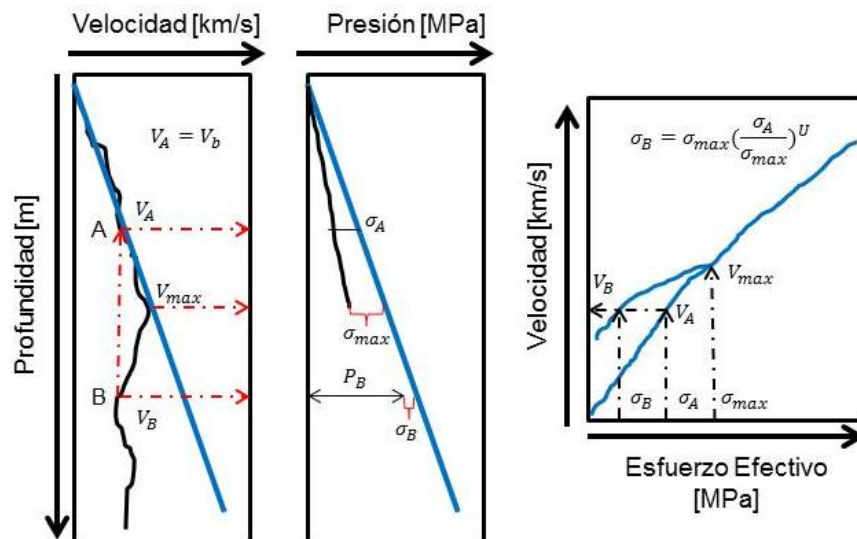 Velocidad [km/s]
Presión [MPa]
Profundidad [m]
V_A = V_b
A
V_A
V_max
B
V_B
σ_A
σ_max
P_B
σ_B
Velocidad [km/s]
σ_B = σ_max(σ_A/σ_max)^U
V_B
V_max
V_A
σ_B
σ_A
σ_max
Esfuerzo Efectivo
[MPa]